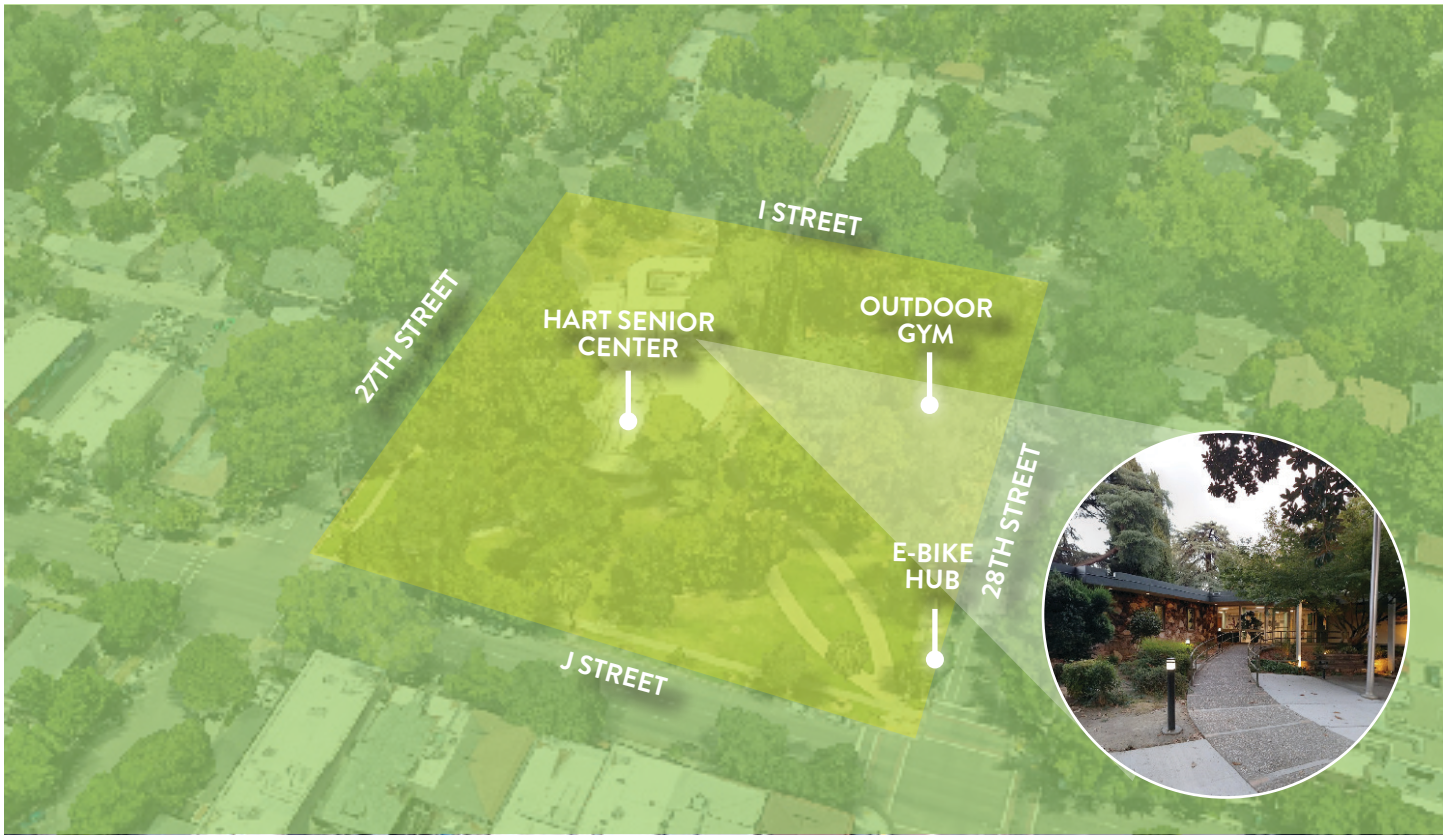 I STREET
27TH STREET
HART SENIOR
CENTER
OUTDOOR
GYM
28TH STREET
E-BIKE
HUB
J STREET